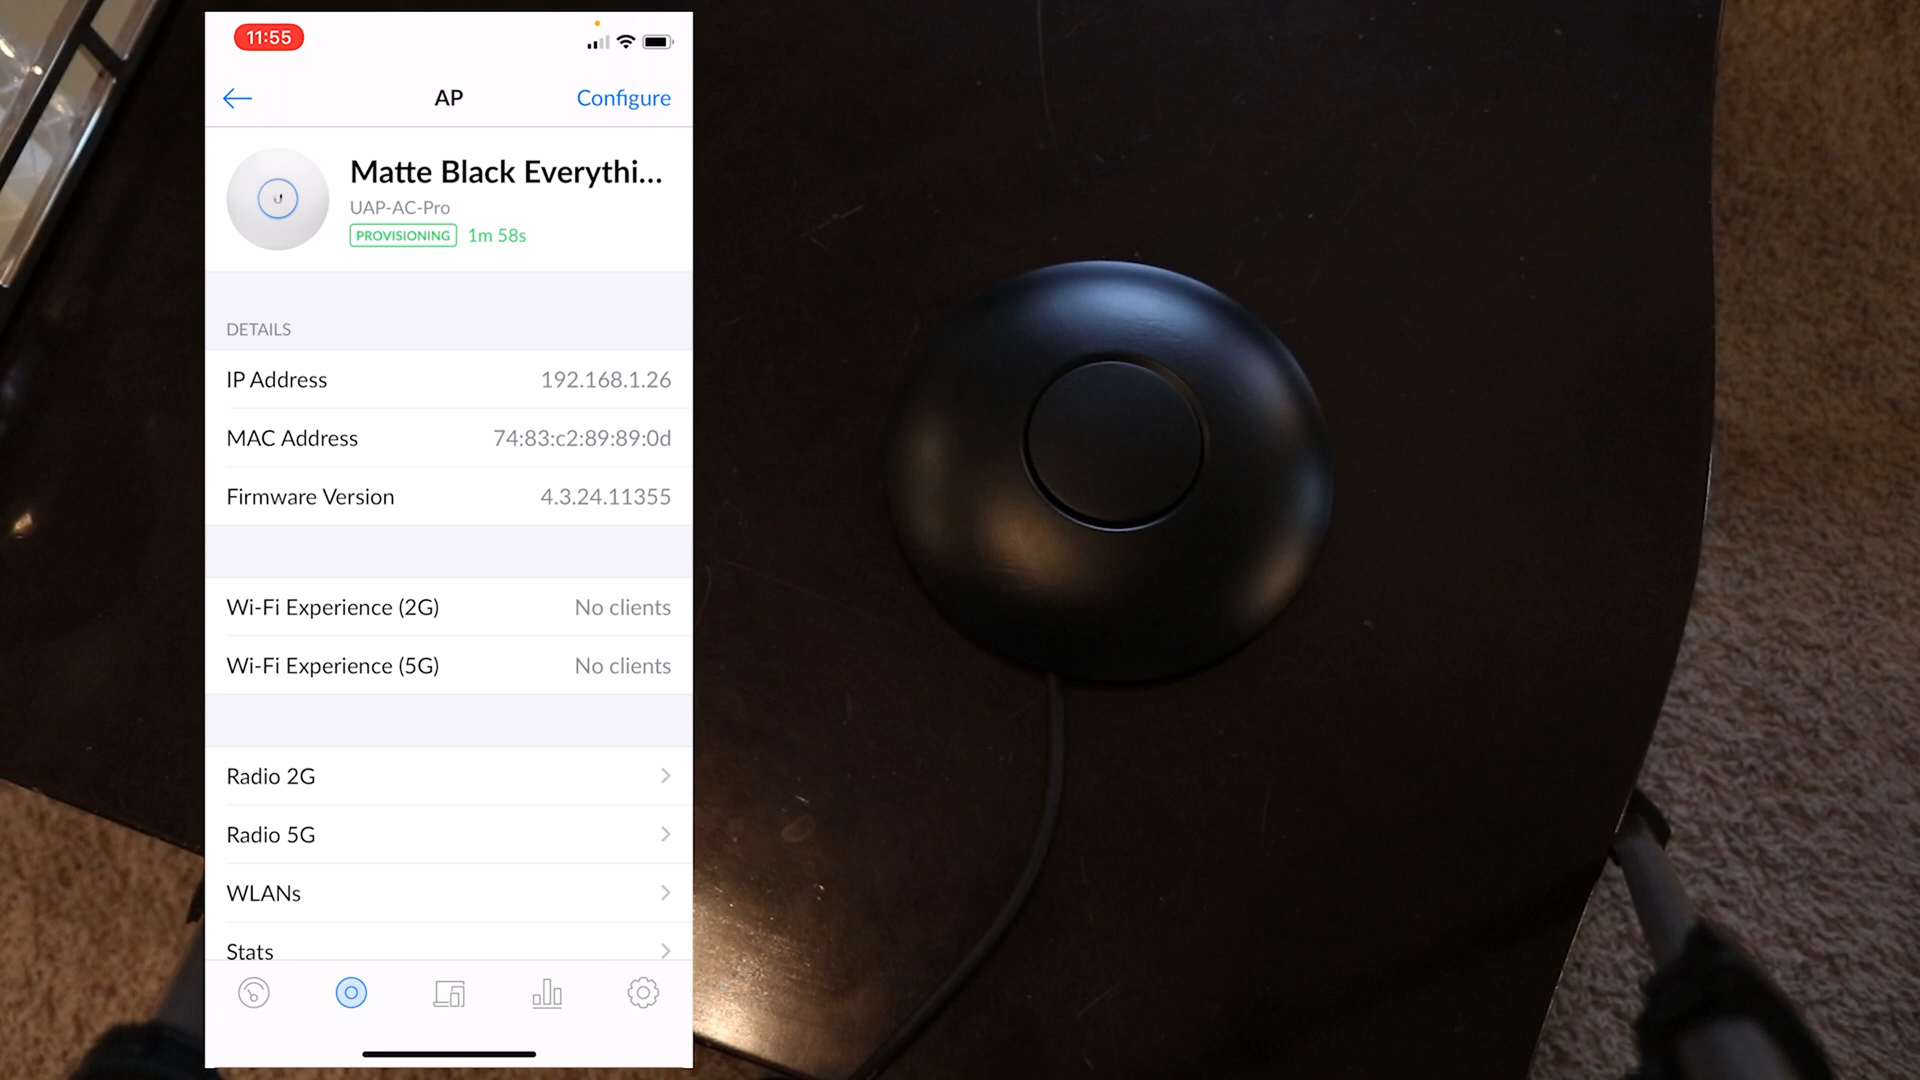 11:55
AP
Configure
Matte Black Everythi...
UAP-AC-Pro
PROVISIONING 1m 58s
DETAILS
IP Address 192.168.1.26
MAC Address 74:83:c2:89:89:0d
Firmware Version 4.3.24.11355
Wi-Fi Experience (2G) No clients
Wi-Fi Experience (5G) No clients
Radio 2G
Radio 5G
WLANs
Stats